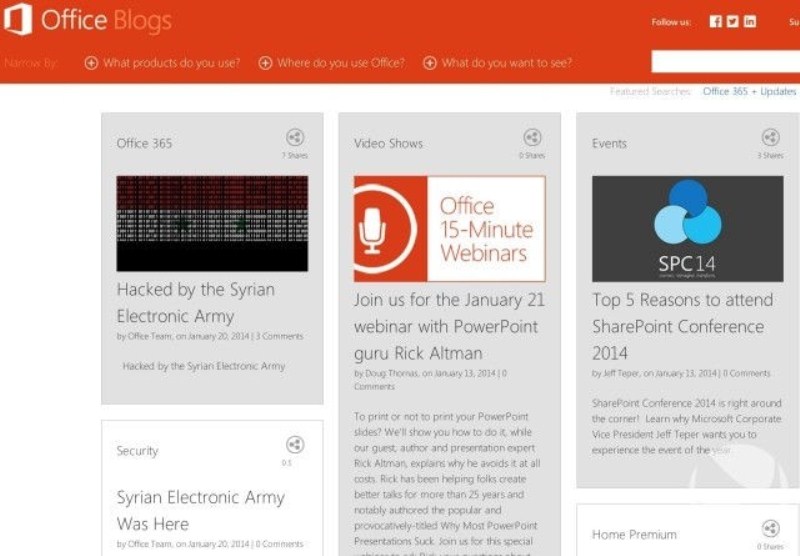 Office Blogs
Follow us:
Su
Narrow By:
What products do you use?
Where do you use Office?
What do you want to see?
Featured Searches:
Office 365 + Updates
Office 365
7 Shares
Hacked by the Syrian
Electronic Army
by Office Team, on January 20, 2014 | 3 Comments
Hacked by the Syrian Electronic Army
Security
Syrian Electronic Army
Was Here
by Office Team, on January 20, 2014 | 0 Comments
Video Shows
0 Shares
Office
15-Minute
Webinars
Join us for the January 21
webinar with PowerPoint
guru Rick Altman
by Doug Thomas, on January 13, 2014 | 0
Comments
To print or not to print your PowerPoint
slides? We'll show you how to do it, while
our guest, author and presentation expert
Rick Altman, explains why he avoids it at all
costs. Rick has been helping folks create
better talks for more than 25 years and
notably authored the popular and
provocatively-titled Why Most PowerPoint
Presentations Suck. Join us for this special
Events
3 Shares
SPC14
Top 5 Reasons to attend
SharePoint Conference
2014
by Jeff Teper, on January 13, 2014 | 0 Comments
SharePoint Conference 2014 is right around
the corner! Learn why Microsoft Corporate
Vice President Jeff Teper wants you to
experience the event of the year.
Home Premium
0 Shares